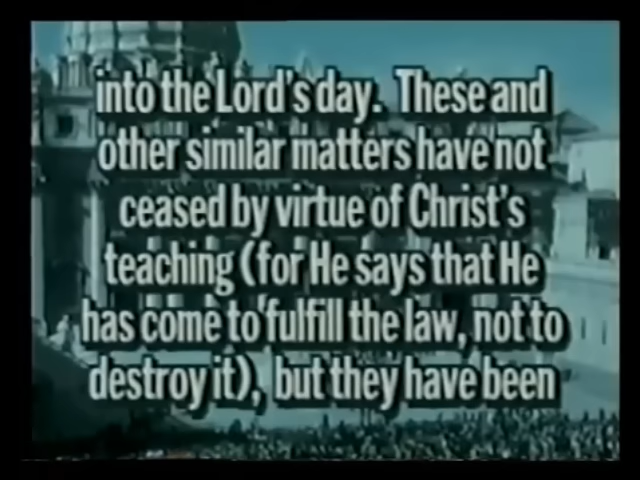 into the Lord's day. These and
other similar matters have not
ceased by virtue of Christ's
teaching (for He says that He
has come to fulfill the law, not to
destroy it), but they have been